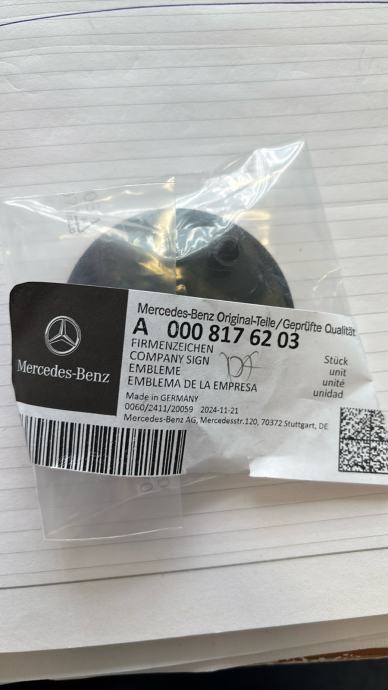 Mercedes-Benz Original-Teile/Geprüfte Qualität
A 000 817 62 03
FIRMENZEICHEN
COMPANY SIGN
EMBLEME
EMBLEMA DE LA EMPRESA
Stück
unit
unité
unidad
Mercedes-Benz
Made in GERMANY
0060/2411/20059 2024-11-21
Mercedes-Benz AG, Mercedesstr.120, 70372 Stuttgart, DE